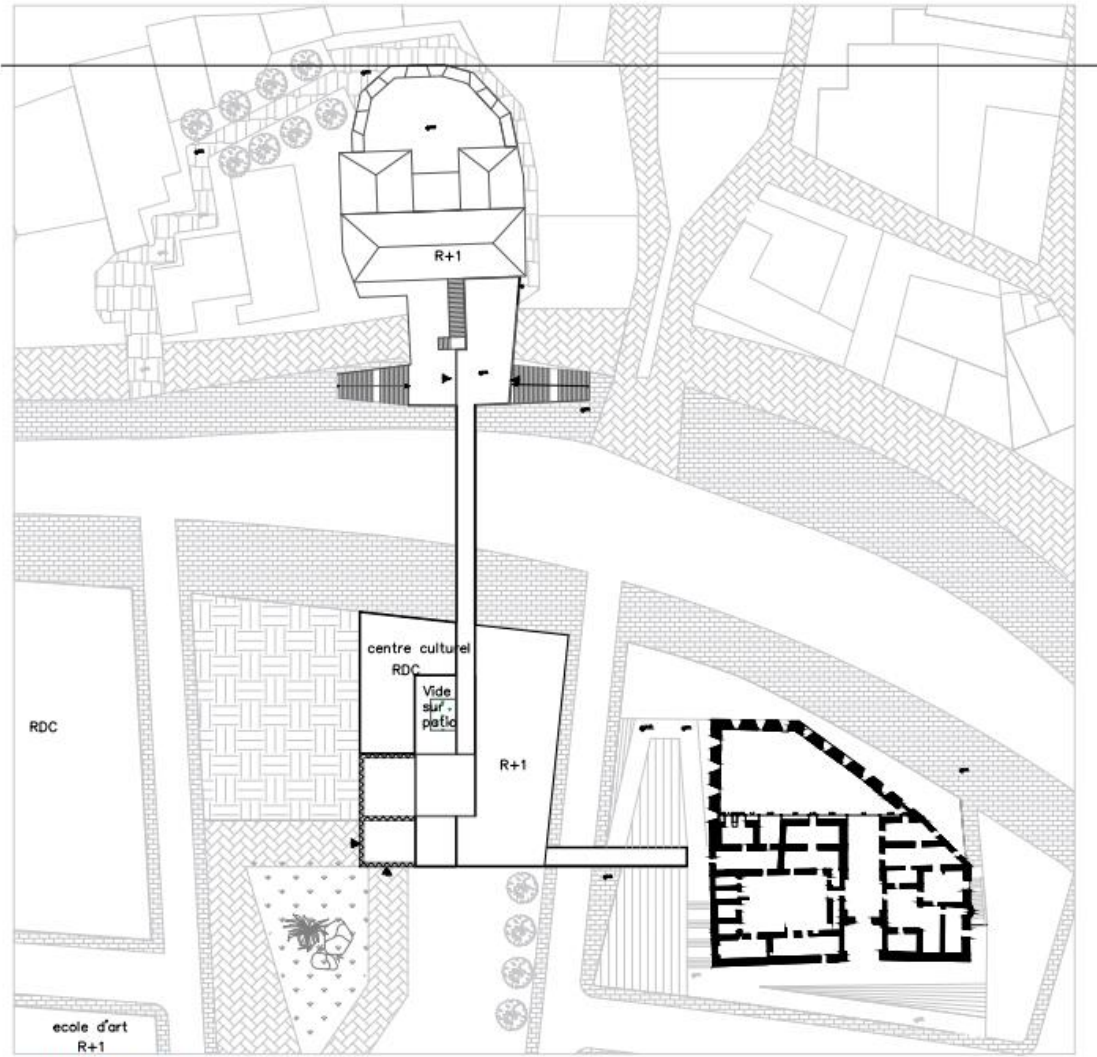 R+1
centre culturel
RDC
Vide
sur
patio
RDC
R+1
ecole d'art
R+1